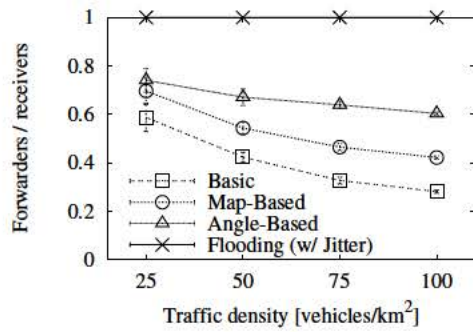 Forwarders / receivers
1
0.8
0.6
0.4
0.2
0
Basic
Map-Based
Angle-Based
Flooding (w/ Jitter)
25 50 75 100
Traffic density [vehicles/km²]